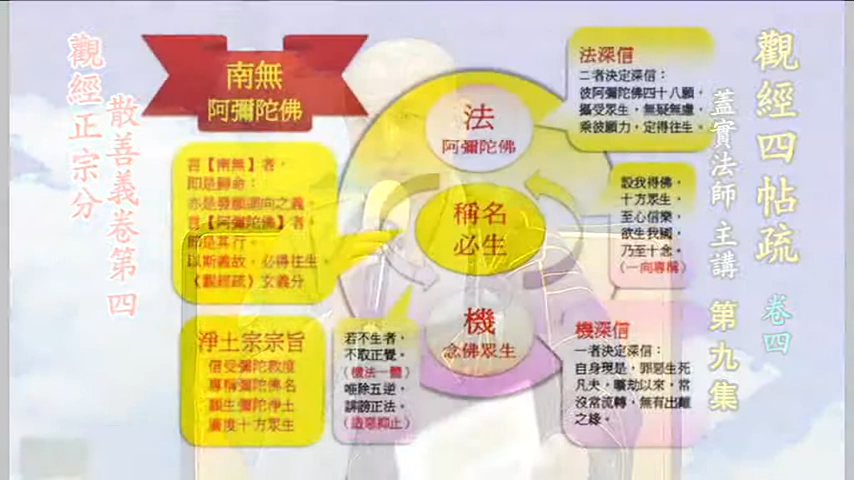 觀經四帖疏 卷四
蓋實法師 主講 第九集
觀經正宗分
散善義卷第四
南無
阿彌陀佛
言【南無】者，
即是歸命：
亦是發願迴向之義。
言【阿彌陀佛】者，
即是其行。
以斯義故，必得往生。
《觀經疏》玄義分
淨土宗宗旨
信受彌陀救度
專稱彌陀佛名
願生彌陀淨土
廣度十方眾生
法
阿彌陀佛
稱名
必生
機
念佛眾生
法深信
二者決定深信：
彼阿彌陀佛四十八願，
攝受眾生，無疑無慮，
乘彼願力，定得往生。
設我得佛，
十方眾生，
至心信樂，
欲生我國，
乃至十念。
（一向專稱）
若不生者，
不取正覺。
（機法一體）
唯除五逆，
誹謗正法。
（造惡抑止）
機深信
一者決定深信：
自身現是，罪惡生死
凡夫，曠劫以來，常
沒常流轉，無有出離
之緣。